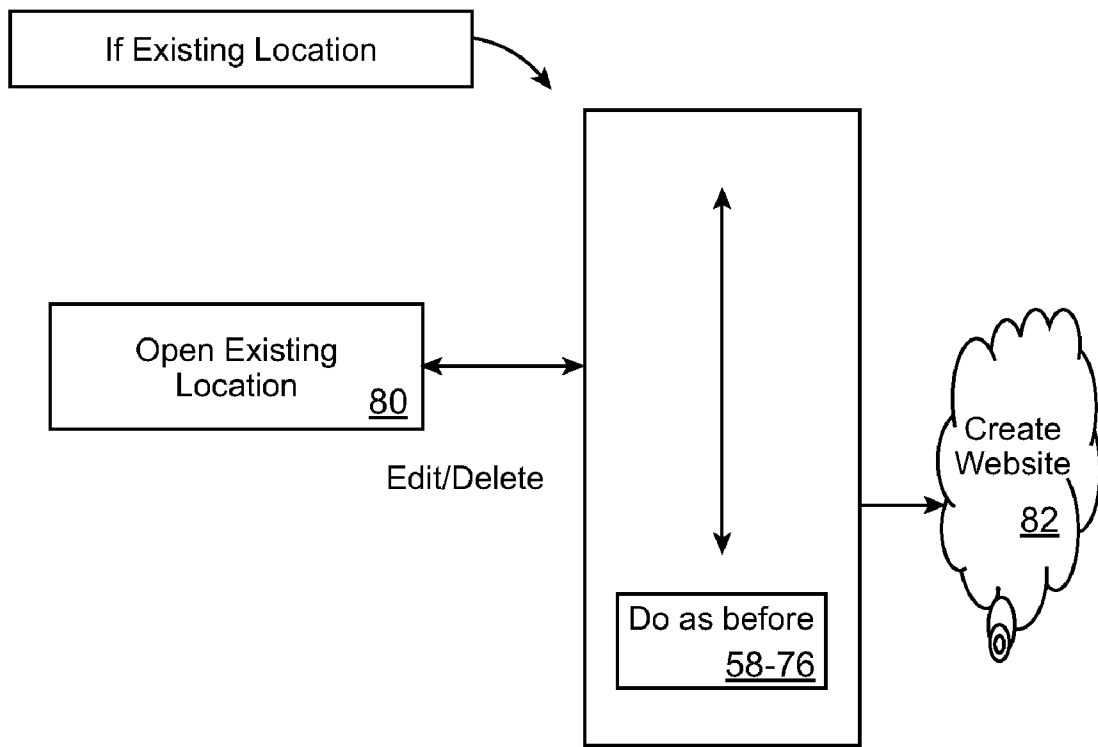 If Existing Location
Open Existing
Location
80
Edit/Delete
Do as before
58-76
Create
Website
82